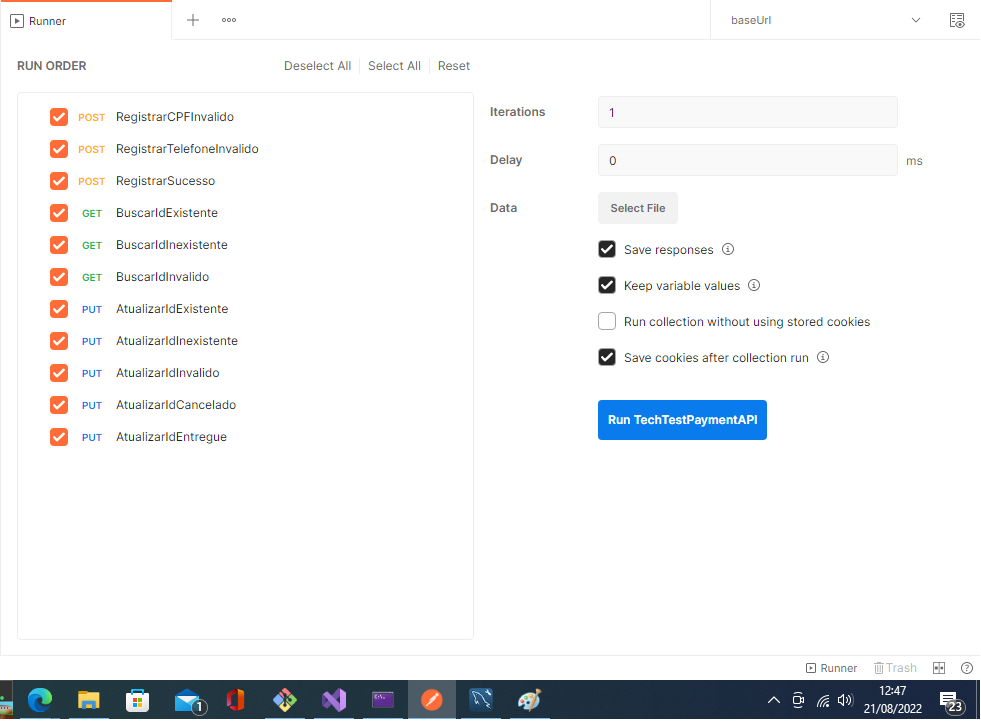 Runner
baseUrl
RUN ORDER Deselect All Select All Reset
POST RegistrarCPFInvalido
POST RegistrarTelefoneInvalido
POST RegistrarSucesso
GET BuscarIdExistente
GET BuscarIdInexistente
GET BuscarIdInvalido
PUT AtualizarIdExistente
PUT AtualizarIdInexistente
PUT AtualizarIdInvalido
PUT AtualizarIdCancelado
PUT AtualizarIdEntregue
Iterations 1
Delay 0 ms
Data Select File
Save responses
Keep variable values
Run collection without using stored cookies
Save cookies after collection run
Run TechTestPaymentAPI
Runner Trash
1
12:47
21/08/2022
23